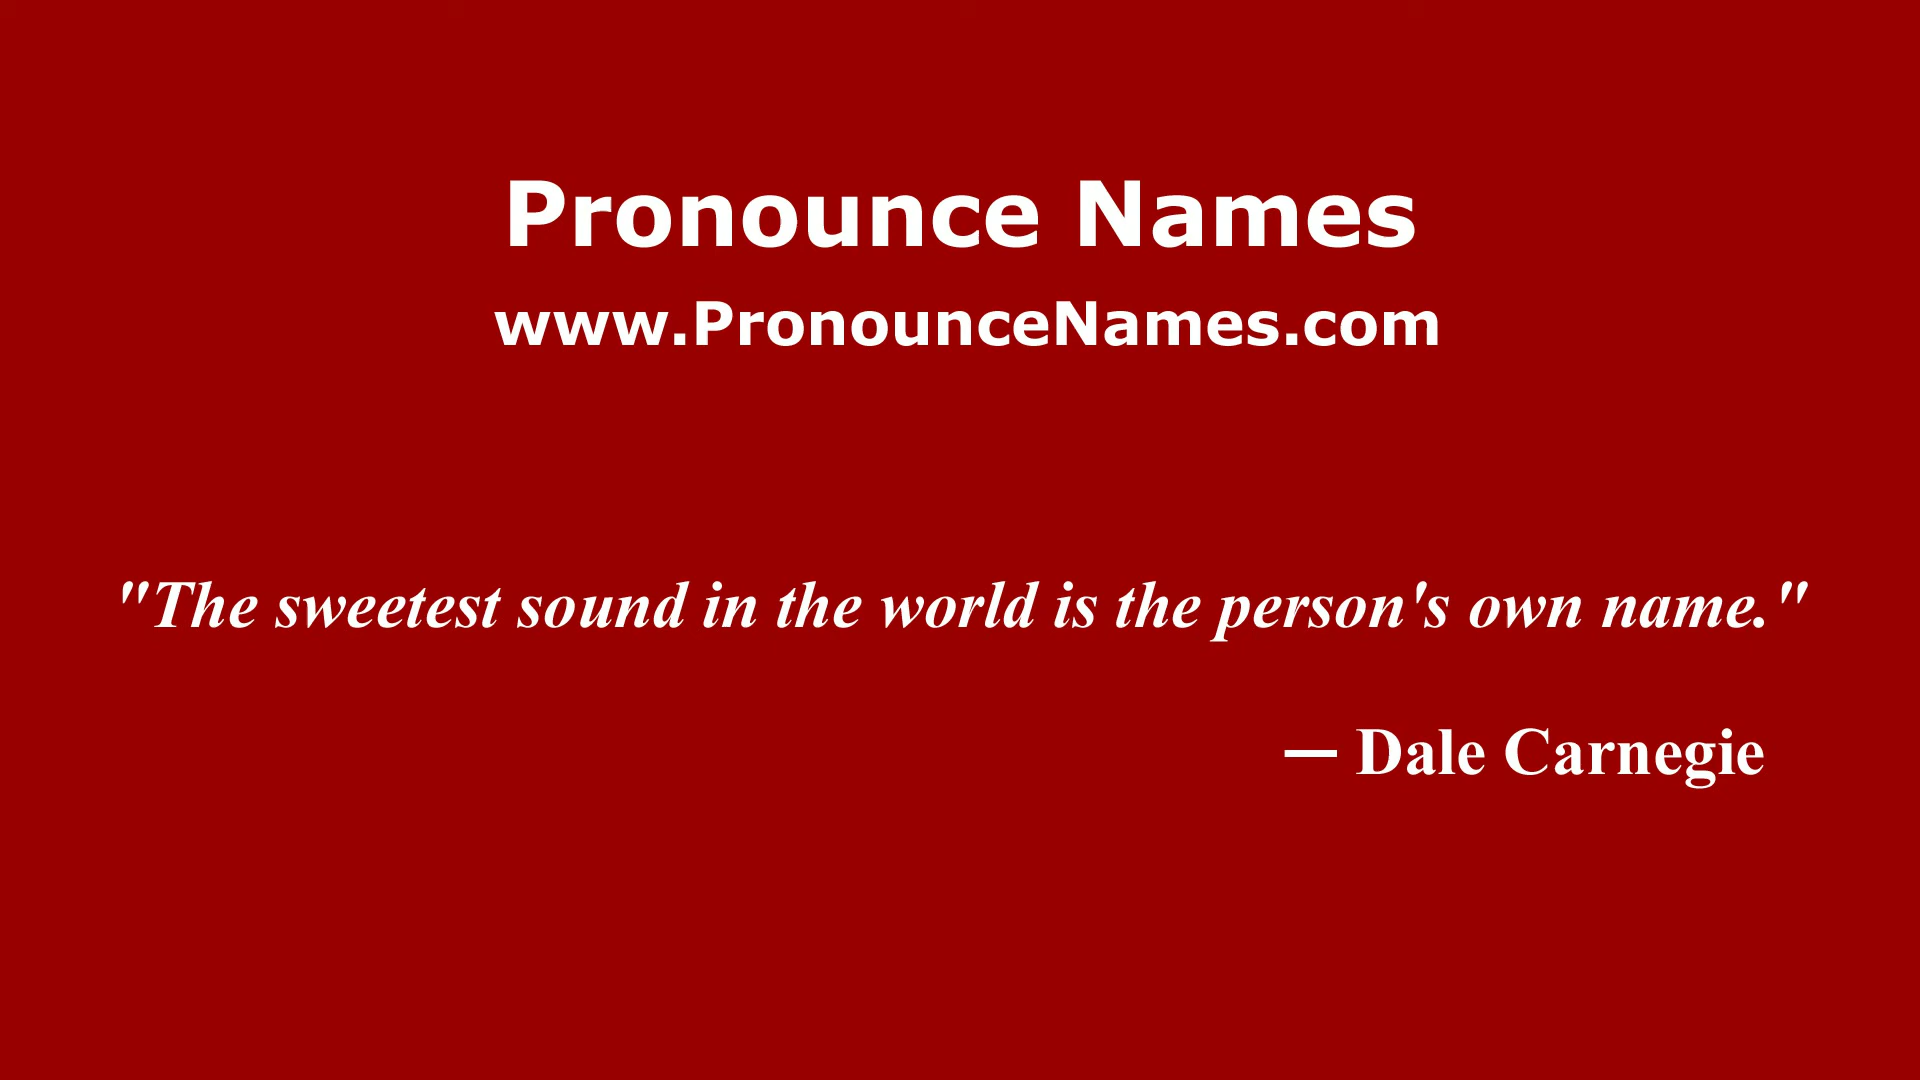 Pronounce Names
www.PronounceNames.com
"The sweetest sound in the world is the person's own name."
— Dale Carnegie